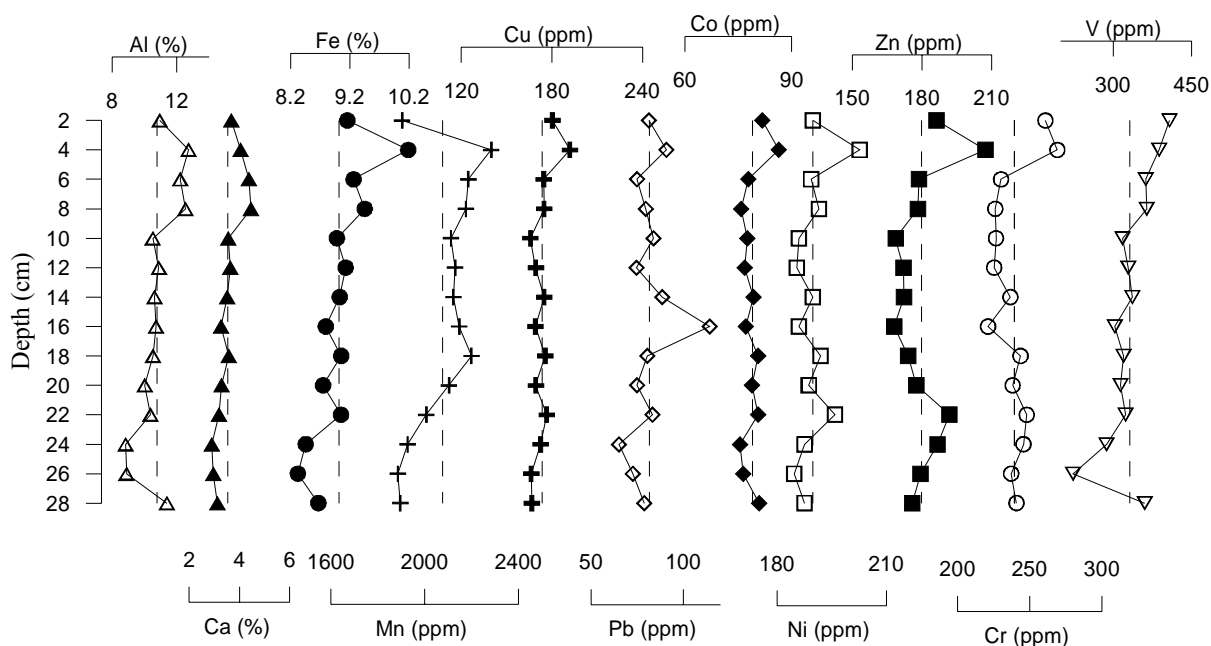 Al (%) Fe (%) Cu (ppm) Co (ppm) Zn (ppm) V (ppm)
8 12 8.2 9.2 10.2 120 180 240 60 90 150 180 210 300 450
Depth (cm)
2
4
6
8
10
12
14
16
18
20
22
24
26
28
2 4 6 1600 2000 2400 50 100 180 210 200 250 300
Ca (%) Mn (ppm) Pb (ppm) Ni (ppm) Cr (ppm)